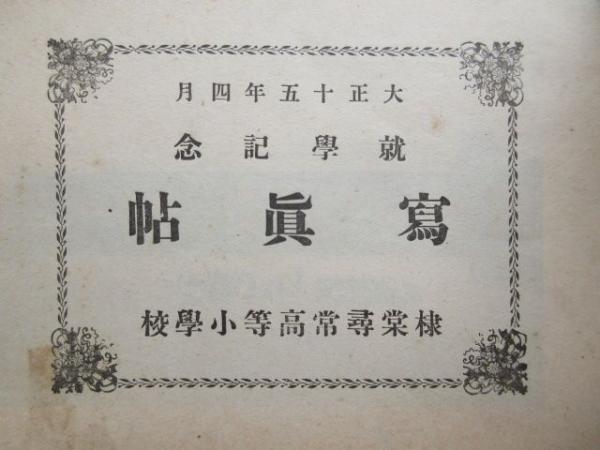 大正十五年四月
就學記念
寫眞帖
棣棠尋常高等小學校